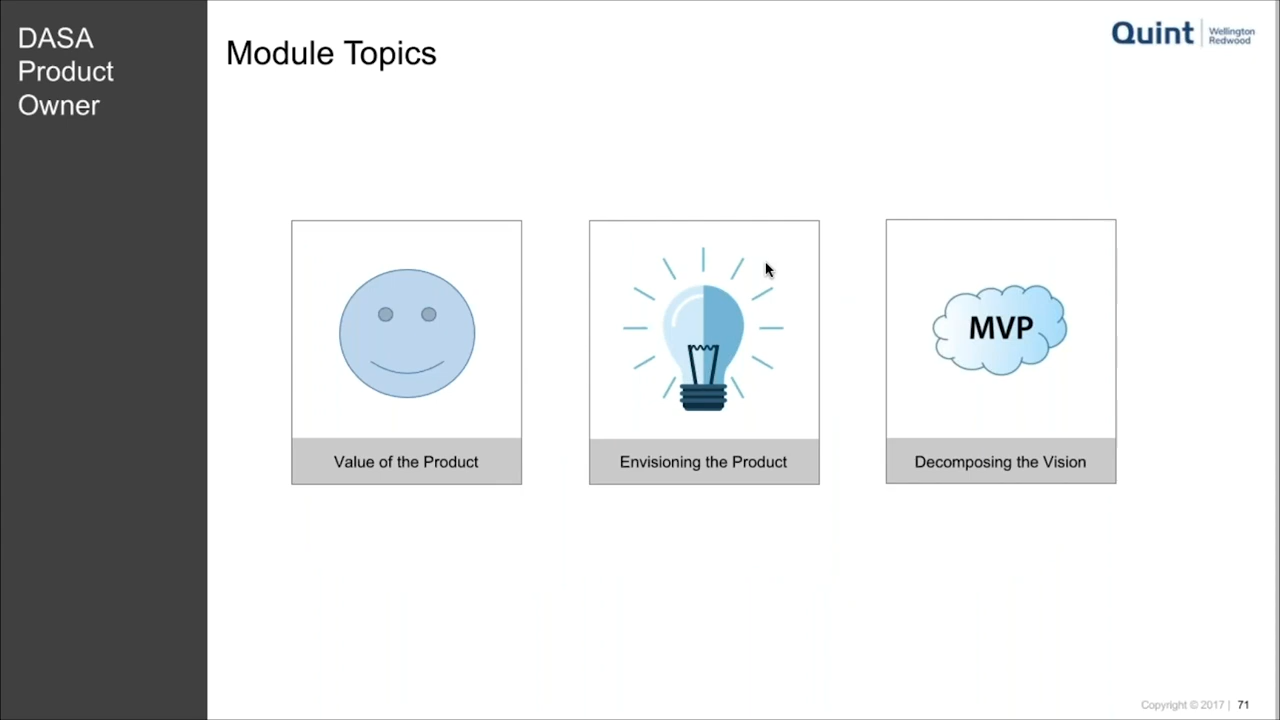 DASA
Product
Owner
Module Topics
Quint Wellington
Redwood
MVP
Value of the Product
Envisioning the Product
Decomposing the Vision
Copyright © 2017 | 71